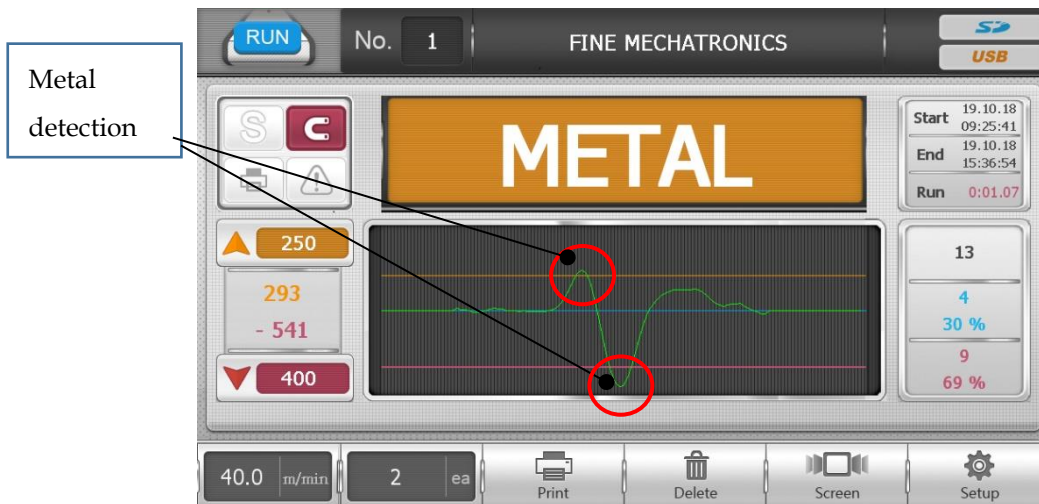 Metal
detection
RUN
No. 1
FINE MECHATRONICS
SD
USB
S
METAL
Start 19.10.18 09:25:41
End 19.10.18 15:36:54
Run 0:01.07
250
293
- 541
400
13
4
30 %
9
69 %
40.0 m/min
2 ea
Print
Delete
Screen
Setup